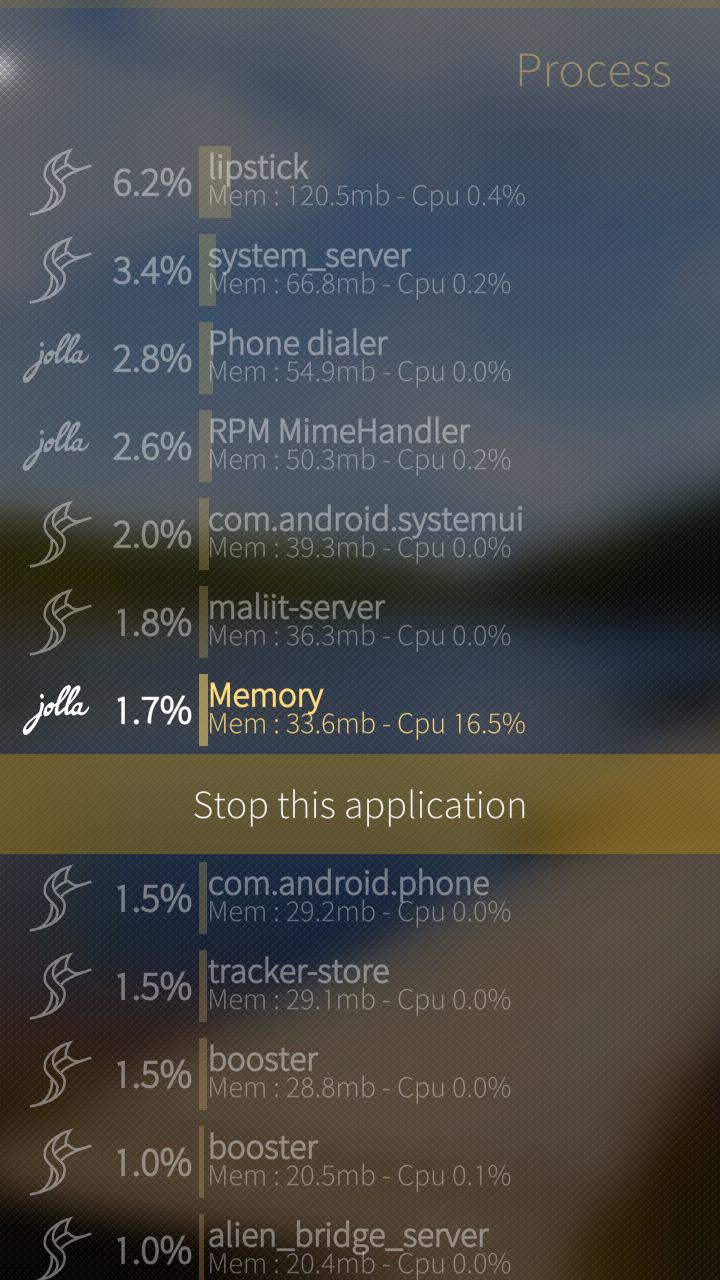 Process
6.2% lipstick
Mem : 120.5mb - Cpu 0.4%
3.4% system_server
Mem : 66.8mb - Cpu 0.2%
jolla 2.8% Phone dialer
Mem : 54.9mb - Cpu 0.0%
jolla 2.6% RPM MimeHandler
Mem : 50.3mb - Cpu 0.2%
2.0% com.android.systemui
Mem : 39.3mb - Cpu 0.0%
1.8% maliit-server
Mem : 36.3mb - Cpu 0.0%
jolla 1.7% Memory
Mem : 33.6mb - Cpu 16.5%
Stop this application
1.5% com.android.phone
Mem : 29.2mb - Cpu 0.0%
1.5% tracker-store
Mem : 29.1mb - Cpu 0.0%
1.5% booster
Mem : 28.8mb - Cpu 0.0%
1.0% booster
Mem : 20.5mb - Cpu 0.1%
1.0% alien_bridge_server
Mem : 20.4mb - Cpu 0.0%